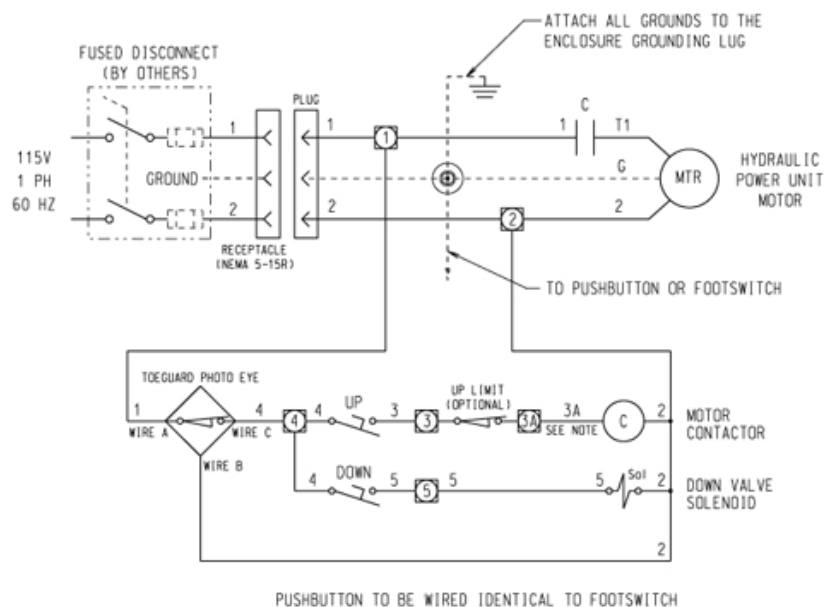 ATTACH ALL GROUNDS TO THE
ENCLOSURE GROUNDING LUG
FUSED DISCONNECT
(BY OTHERS)
PLUG
1
1
1
1
C
T1
115V
1 PH
60 HZ
GROUND
G
MTR
HYDRAULIC
POWER UNIT
MOTOR
2
2
2
2
RECEPTACLE
(NEMA 5-15R)
TO PUSHBUTTON OR FOOTSWITCH
TOEGUARD PHOTO EYE
1
4
4
4
UP
3
3
UP LIMIT
(OPTIONAL)
3A
3A
SEE NOTE
C
2
MOTOR
CONTACTOR
WIRE A
WIRE C
WIRE B
4
DOWN
5
5
5
5
Sol
2
DOWN VALVE
SOLENOID
2
PUSHBUTTON TO BE WIRED IDENTICAL TO FOOTSWITCH